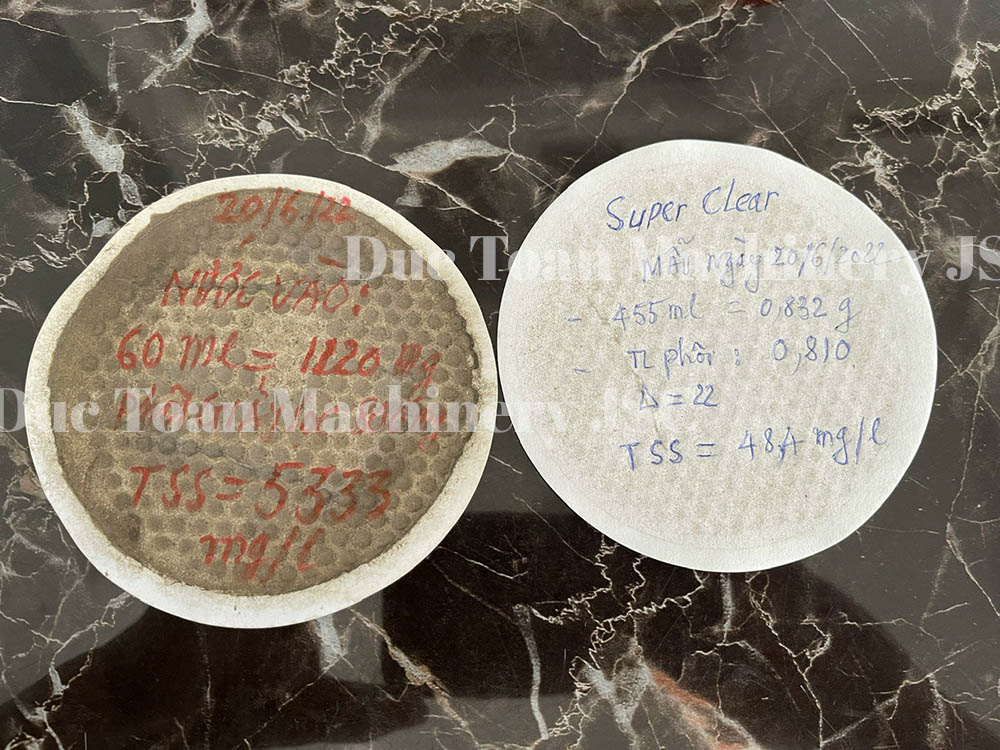 20/6/22
NƯỚC VÀO:
60 ml = 1120 mg
TSS = 5333
mg/l
Super Clear
Mẫu ngày 20/6/2022
- 455 ml = 0,832 g
- TL phôi : 0,810
Δ = 22
TSS = 48,4 mg/l
Duc Toan Machinery JS
Duc Toan Machinery JSC